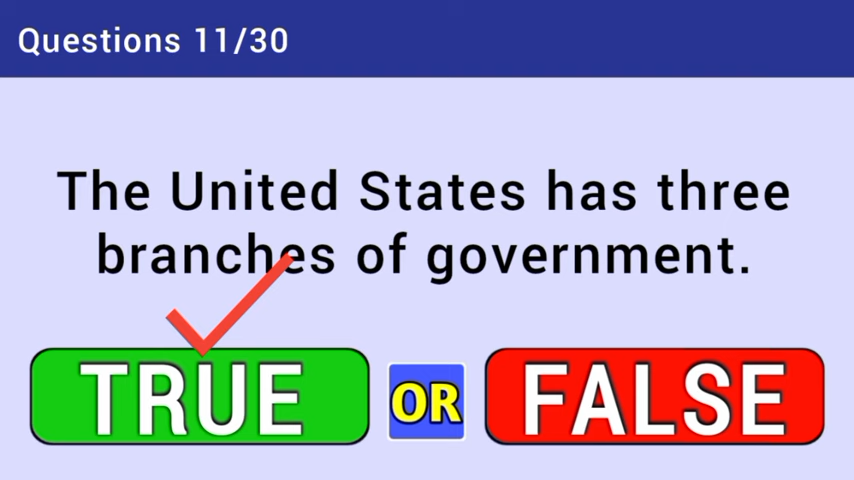 Questions 11/30
The United States has three
branches of government.
TRUE OR FALSE